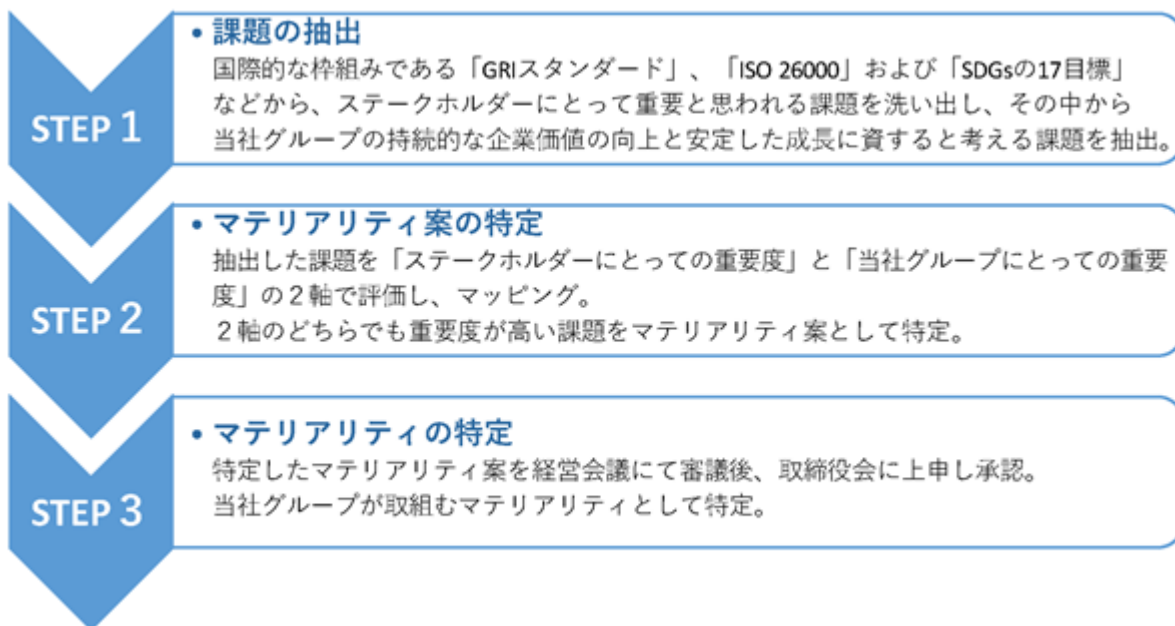 STEP 1
• 課題の抽出
国際的な枠組みである「GRIスタンダード」、「ISO 26000」および「SDGsの17目標」
などから、ステークホルダーにとって重要と思われる課題を洗い出し、その中から
当社グループの持続的な企業価値の向上と安定した成長に資すると考える課題を抽出。
STEP 2
• マテリアリティ案の特定
抽出した課題を「ステークホルダーにとっての重要度」と「当社グループにとっての重要
度」の２軸で評価し、マッピング。
２軸のどちらでも重要度が高い課題をマテリアリティ案として特定。
STEP 3
• マテリアリティの特定
特定したマテリアリティ案を経営会議にて審議後、取締役会に上申し承認。
当社グループが取組むマテリアリティとして特定。